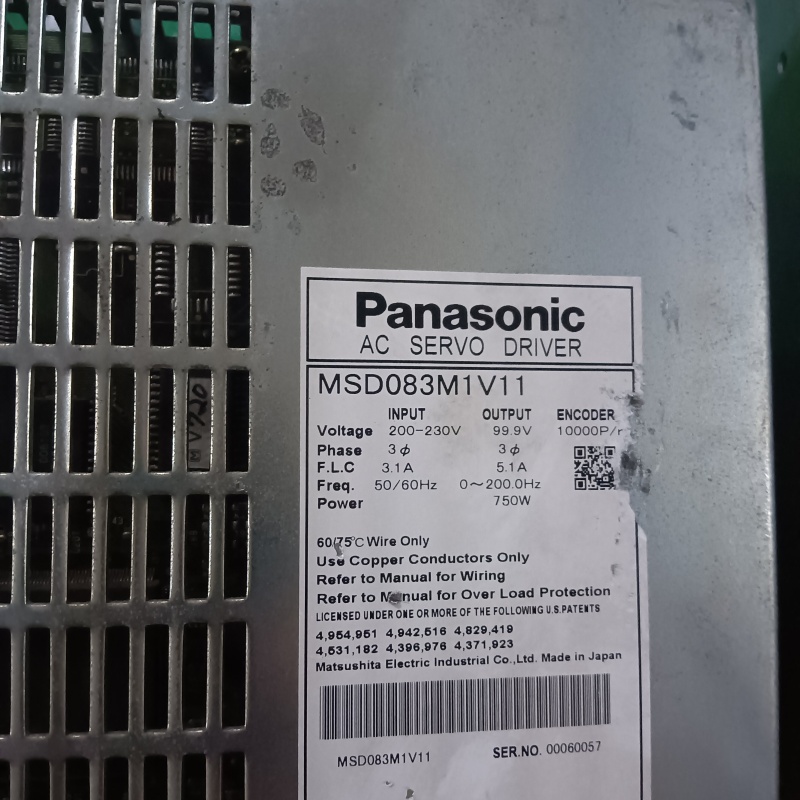 Panasonic
AC SERVO DRIVER
MSD083M1V11
INPUT OUTPUT ENCODER
Voltage 200-230V 99.9V 10000P/r
Phase 3ϕ 3ϕ
F.L.C 3.1A 5.1A
Freq. 50/60Hz 0~200.0Hz
Power 750W
60/75℃ Wire Only
Use Copper Conductors Only
Refer to Manual for Wiring
Refer to Manual for Over Load Protection
LICENSED UNDER ONE OR MORE OF THE FOLLOWING U.S.PATENTS
4,954,951 4,942,516 4,829,419
4,531,182 4,396,976 4,371,923
Matsushita Electric Industrial Co.,Ltd. Made in Japan
MSD083M1V11 SER.NO. 00060057